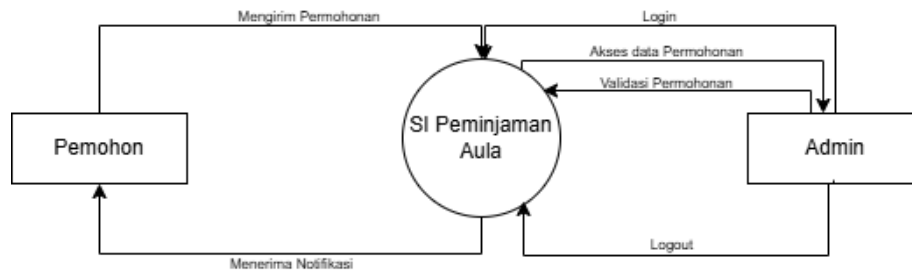 Mengirim Permohonan
Login
Akses data Permohonan
Validasi Permohonan
Pemohon
SI Peminjaman
Aula
Admin
Logout
Menerima Notifikasi